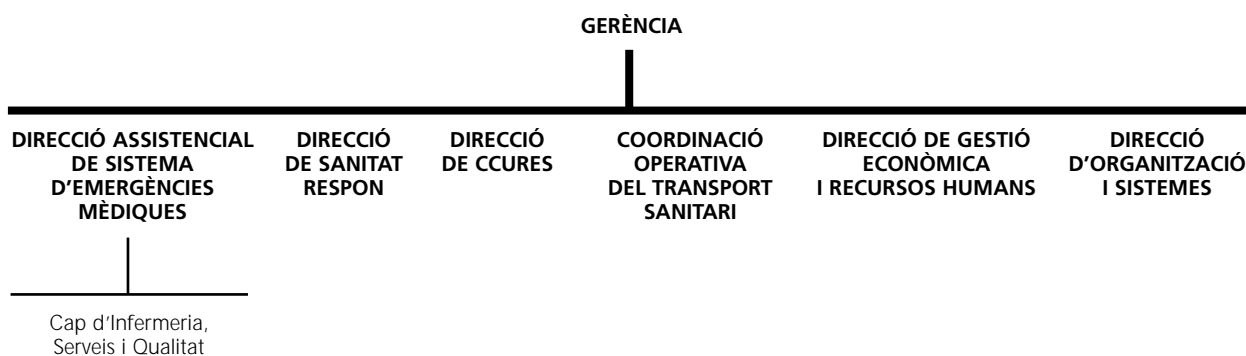 GERÈNCIA
DIRECCIÓ ASSISTENCIAL
DE SISTEMA
D'EMERGÈNCIES
MÈDIQUES
DIRECCIÓ
DE SANITAT
RESPON
DIRECCIÓ
DE CCURES
COORDINACIÓ
OPERATIVA
DEL TRANSPORT
SANITARI
DIRECCIÓ DE GESTIÓ
ECONÒMICA
I RECURSOS HUMANS
DIRECCIÓ
D'ORGANITZACIÓ
I SISTEMES
Cap d'Infermeria,
Serveis i Qualitat